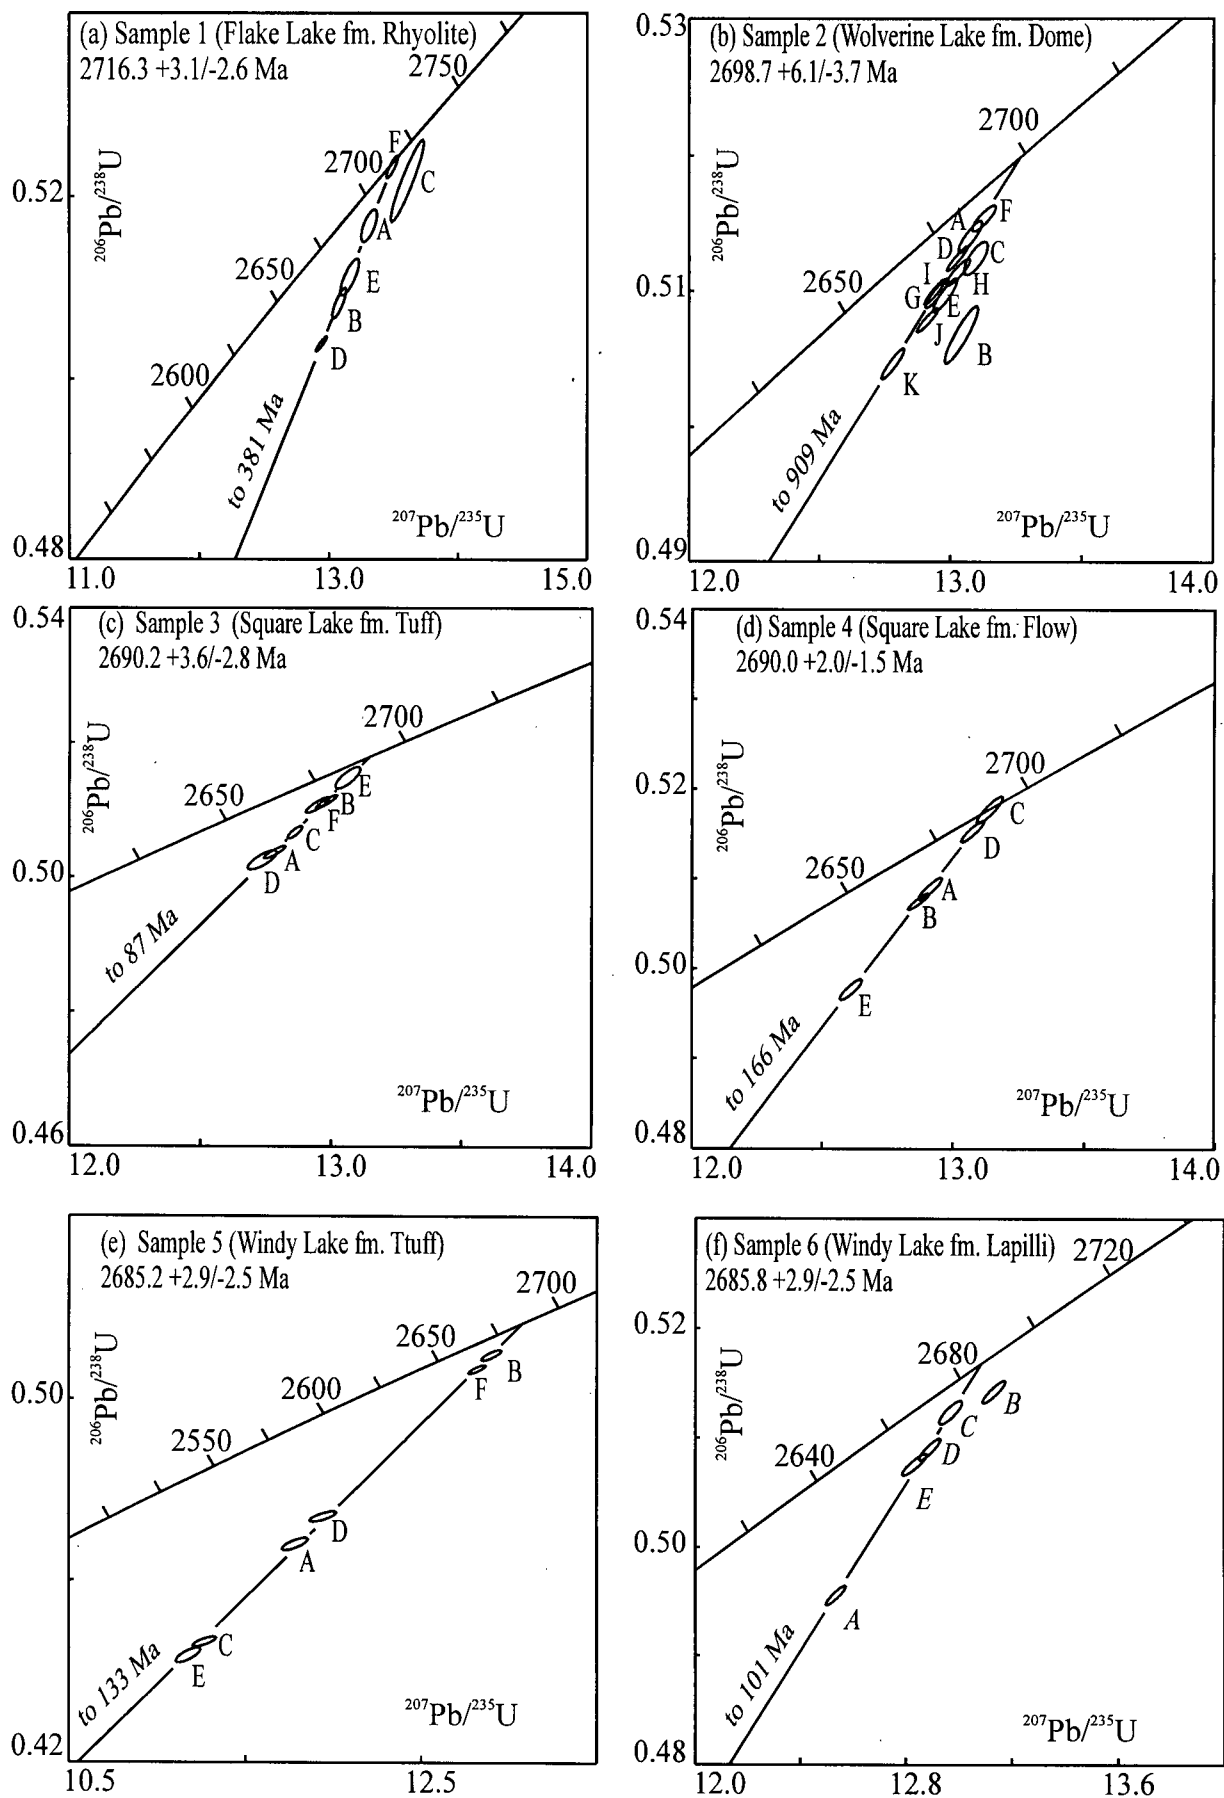 (a) Sample 1 (Flake Lake fm. Rhyolite)
2716.3 +3.1/-2.6 Ma
2750
2700
2650
2600
F
C
A
E
B
D
to 381 Ma
206Pb/238U
207Pb/235U
0.52
0.48
11.0 13.0 15.0
(b) Sample 2 (Wolverine Lake fm. Dome)
2698.7 +6.1/-3.7 Ma
0.53
2700
2650
A F
D C
I H
G E
J B
K
to 909 Ma
206Pb/238U
207Pb/235U
0.51
0.49
12.0 13.0 14.0
(c) Sample 3 (Square Lake fm. Tuff)
2690.2 +3.6/-2.8 Ma
0.54
2700
2650
E
B
F
C
A
D
to 87 Ma
206Pb/238U
207Pb/235U
0.50
0.46
12.0 13.0 14.0
(d) Sample 4 (Square Lake fm. Flow)
2690.0 +2.0/-1.5 Ma
0.54
2700
2650
C
D
A
B
E
to 166 Ma
206Pb/238U
207Pb/235U
0.52
0.50
0.48
12.0 13.0 14.0
(e) Sample 5 (Windy Lake fm. Ttuff)
2685.2 +2.9/-2.5 Ma
2700
2650
2600
2550
B
F
D
A
C
E
to 133 Ma
206Pb/238U
207Pb/235U
0.50
0.42
10.5 12.5
(f) Sample 6 (Windy Lake fm. Lapilli)
2685.8 +2.9/-2.5 Ma
2720
2680
2640
B
C
D
E
A
to 101 Ma
206Pb/238U
207Pb/235U
0.52
0.50
0.48
12.0 12.8 13.6